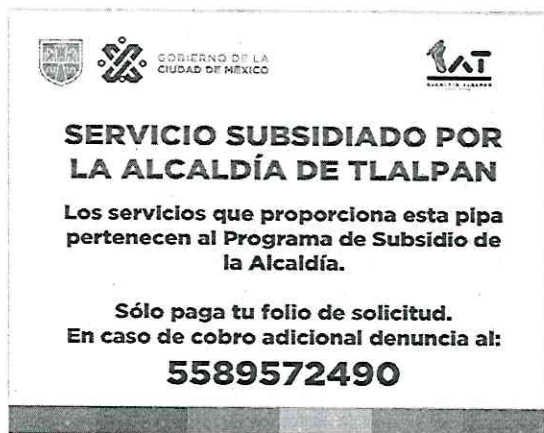 GOBIERNO DE LA
CIUDAD DE MÉXICO
SERVICIO SUBSIDIADO POR
LA ALCALDÍA DE TLALPAN
Los servicios que proporciona esta pipa
pertenecen al Programa de Subsidio de
la Alcaldía.
Sólo paga tu folio de solicitud.
En caso de cobro adicional denuncia al:
5589572490